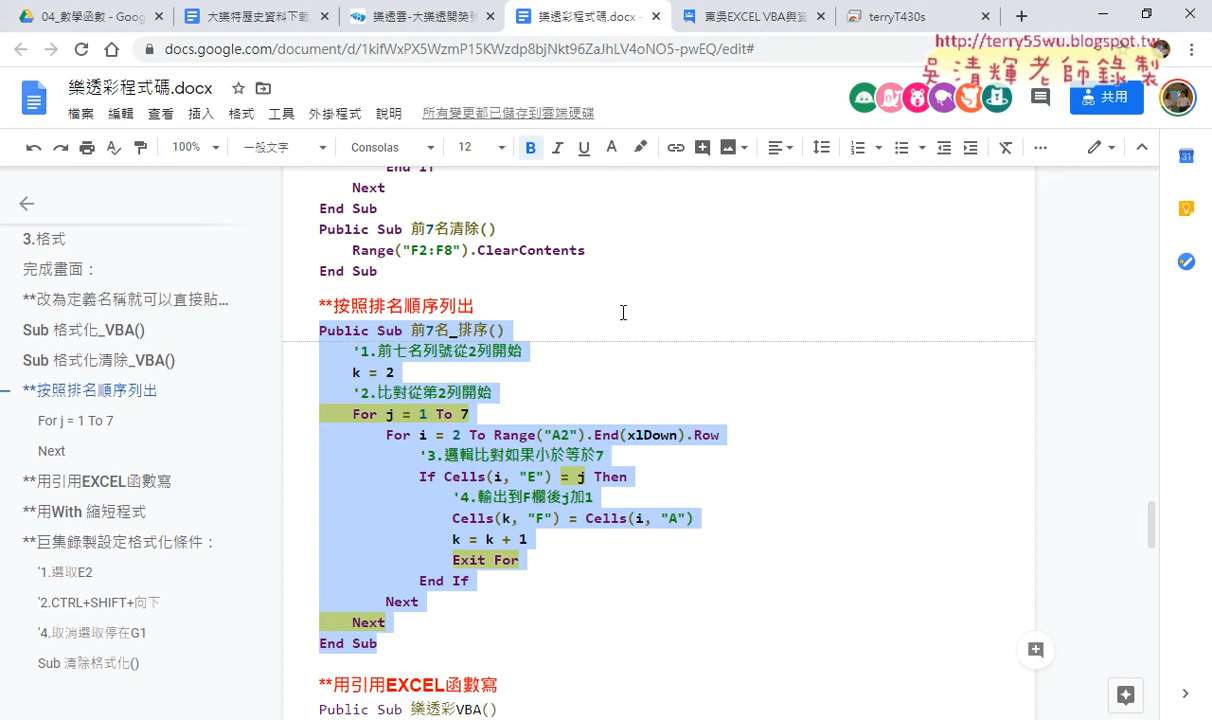 04_數學函數 - Goog
大樂特歷史資料下載
樂透雲-大樂透開獎號
樂透彩程式碼.docx -
東吳EXCEL VBA與資
terryT430s
docs.google.com/document/d/1kifWxPX5WzmP15KWzdp8bjNkt96ZaJhLV4oNO5-pwEQ/edit#
http://terry55wu.blogspot.tw
吳清輝老師錄製
樂透彩程式碼.docx
檔案 編輯 查看 插入 格式 工具 外掛程式 說明 所有變更都已儲存到雲端硬碟
共用
100% 一般文字 Consolas 12 B I U A
3.格式
完成畫面：
**改為定義名稱就可以直接貼...
Sub 格式化_VBA()
Sub 格式化清除_VBA()
**按照排名順序列出
For j = 1 To 7
Next
**用引用EXCEL函數寫
**用With 縮短程式
**巨集錄製設定格式化條件：
'1.選取E2
'2.CTRL+SHIFT+向下
'4.取消選取停在G1
Sub 清除格式化()
End If
Next
End Sub
Public Sub 前7名清除()
Range("F2:F8").ClearContents
End Sub
**按照排名順序列出
Public Sub 前7名_排序()
'1.前七名列號從2列開始
k = 2
'2.比對從第2列開始
For j = 1 To 7
For i = 2 To Range("A2").End(xlDown).Row
'3.邏輯比對如果小於等於7
If Cells(i, "E") = j Then
'4.輸出到F欄後j加1
Cells(k, "F") = Cells(i, "A")
k = k + 1
Exit For
End If
Next
Next
End Sub
**用引用EXCEL函數寫
Public Sub 樂透彩VBA()
31